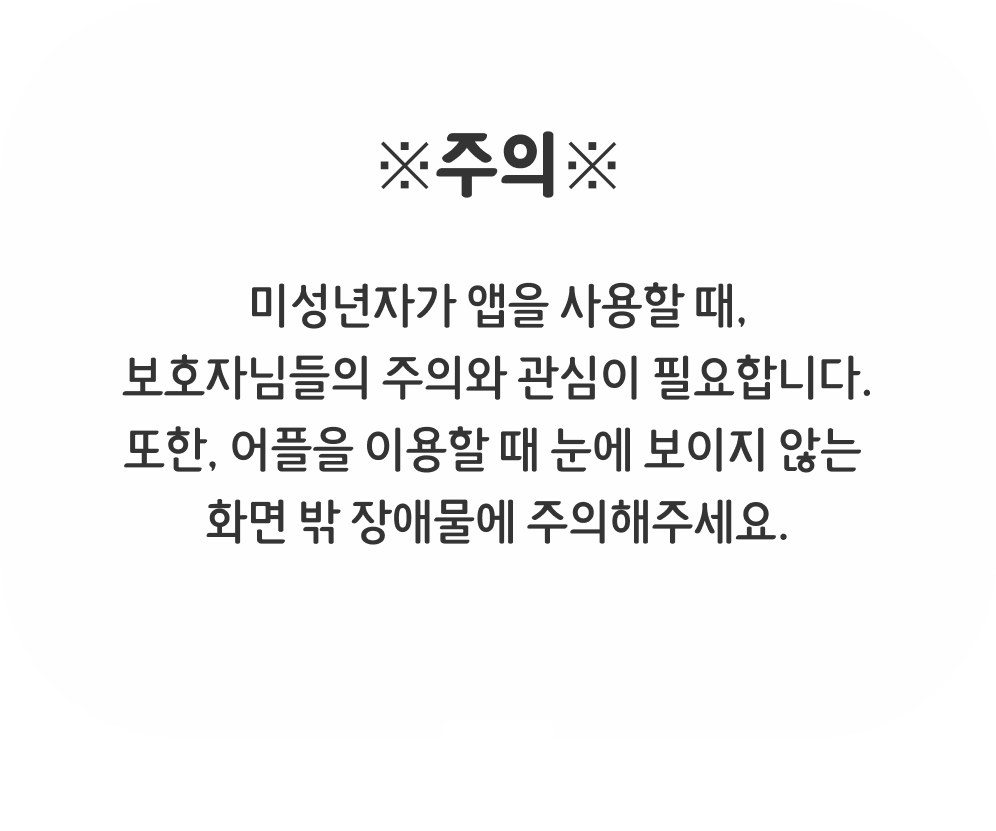 ※주의※
미성년자가 앱을 사용할 때,
보호자님들의 주의와 관심이 필요합니다.
또한, 어플을 이용할 때 눈에 보이지 않는
화면 밖 장애물에 주의해주세요.